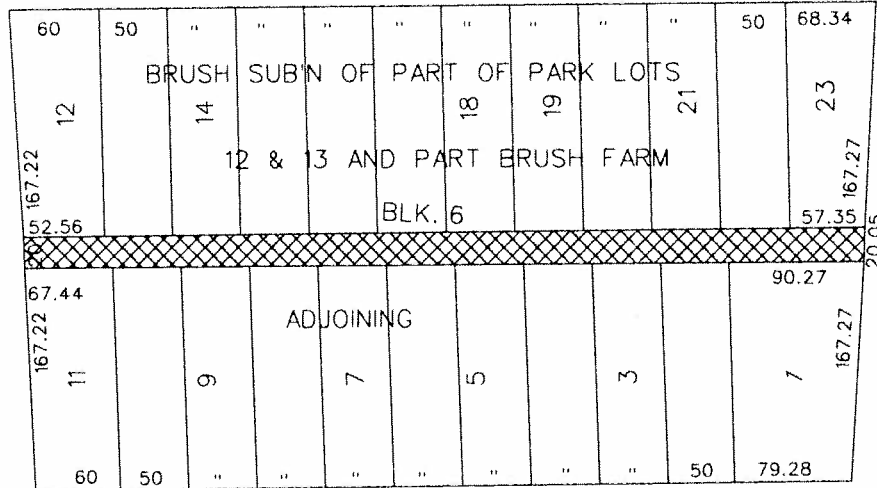 60 50 " " " " " " " " 50 68.34
BRUSH SUB'N OF PART OF PARK LOTS
12 14 18 19 21 23
12 & 13 AND PART BRUSH FARM
167.22 167.27
BLK. 6
52.56 57.35
20 20.05
67.44 90.27
ADJOINING
167.22 167.27
11 9 7 5 3 1
60 50 " " " " " " " 50 79.28